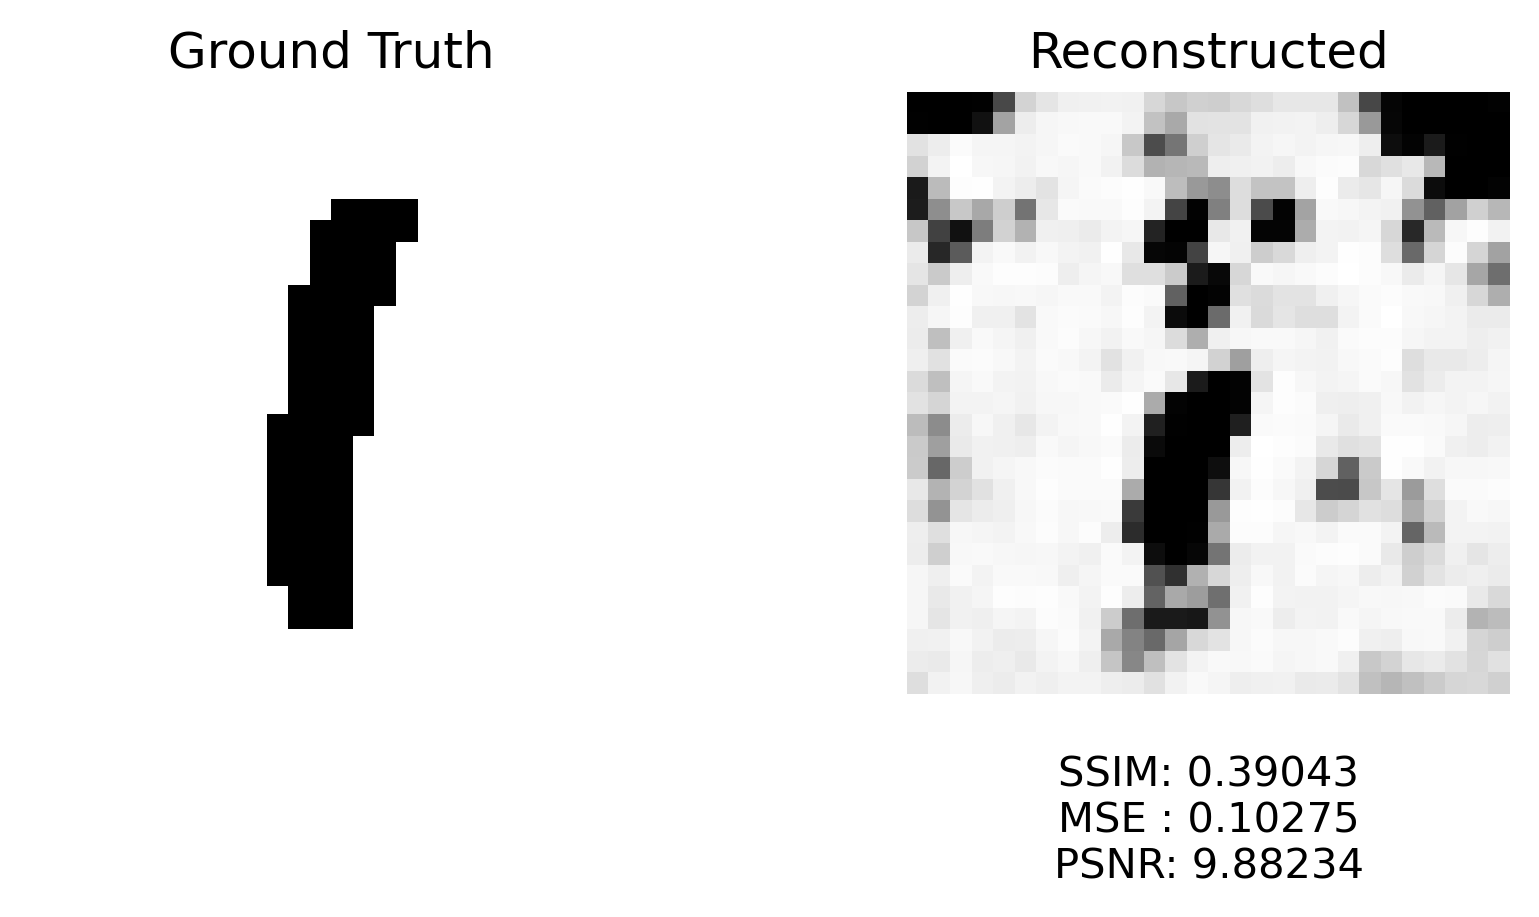 Ground Truth
Reconstructed
SSIM: 0.39043
MSE : 0.10275
PSNR: 9.88234